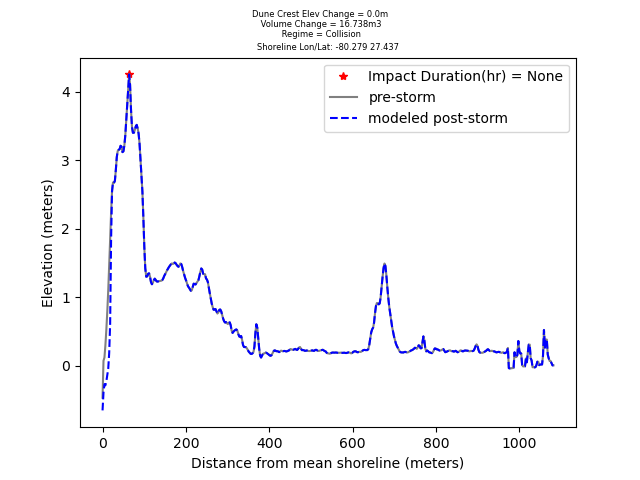 Dune Crest Elev Change = 0.0m
Volume Change = 16.738m3
Regime = Collision
Shoreline Lon/Lat: -80.279 27.437
Impact Duration(hr) = None
pre-storm
modeled post-storm
Elevation (meters)
4
3
2
1
0
0 200 400 600 800 1000
Distance from mean shoreline (meters)